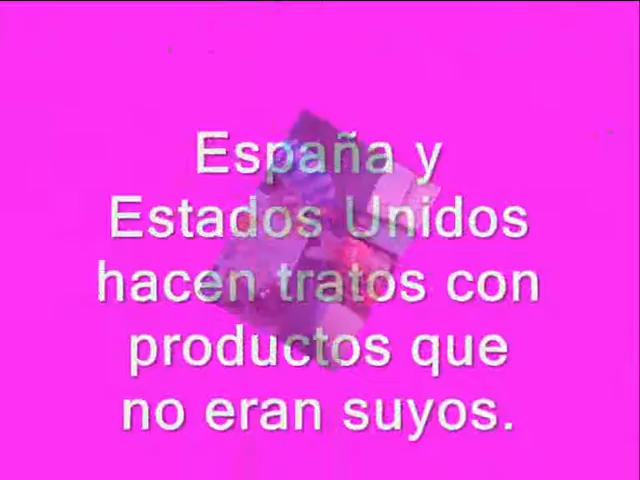 España y
Estados Unidos
hacen tratos con
productos que
no eran suyos.